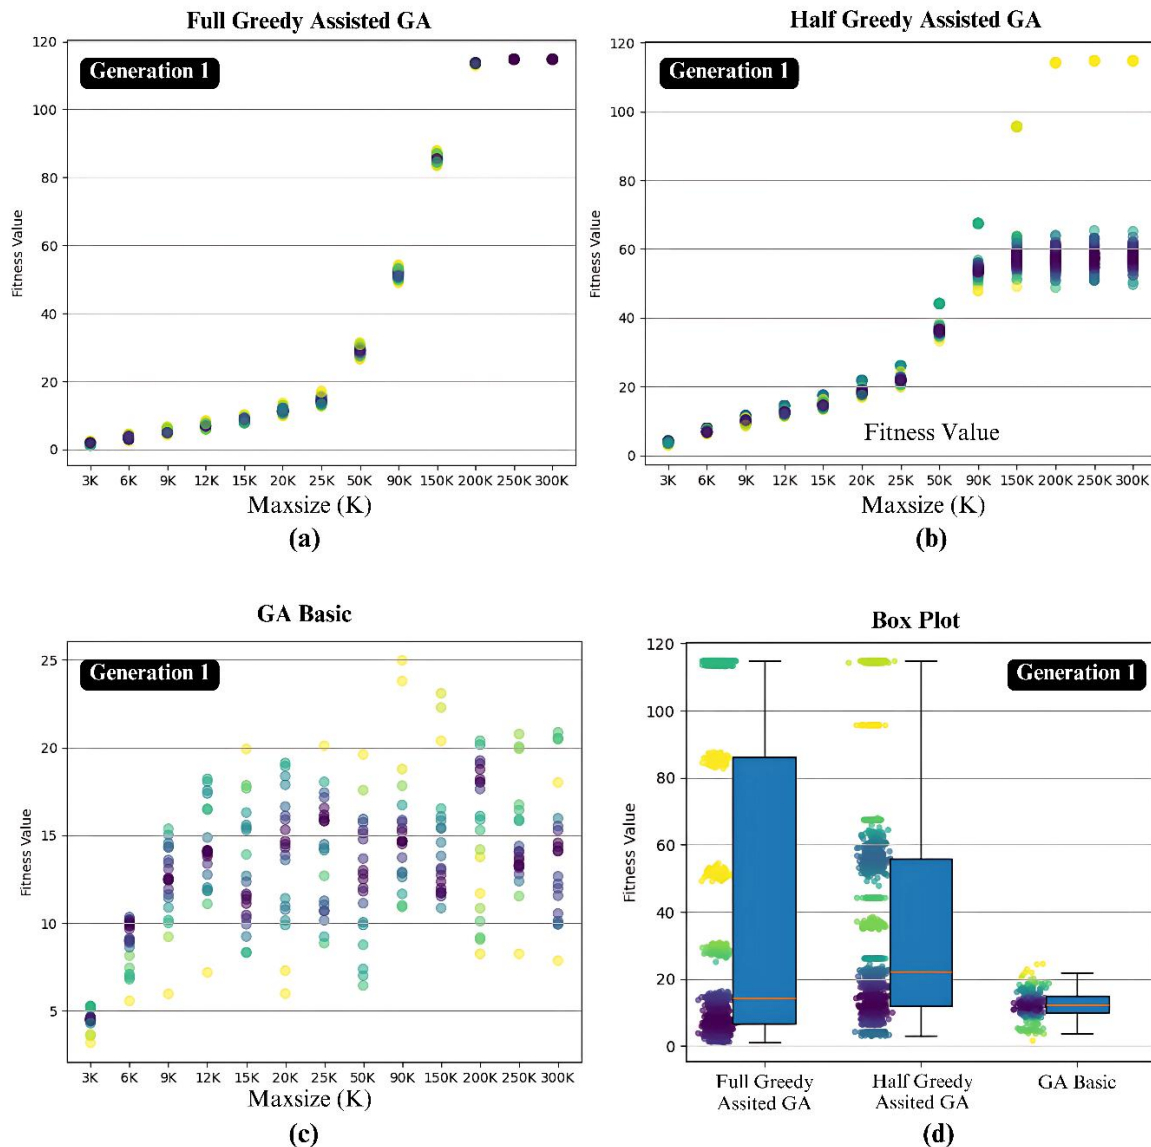 Full Greedy Assisted GA
Generation 1
Fitness Value
120
100
80
60
40
20
0
3K 6K 9K 12K 15K 20K 25K 50K 90K 150K 200K 250K 300K
Maxsize (K)
(a)
Half Greedy Assisted GA
Generation 1
Fitness Value
120
100
80
60
40
20
0
Fitness Value
3K 6K 9K 12K 15K 20K 25K 50K 90K 150K 200K 250K 300K
Maxsize (K)
(b)
GA Basic
Generation 1
Fitness Value
25
20
15
10
5
3K 6K 9K 12K 15K 20K 25K 50K 90K 150K 200K 250K 300K
Maxsize (K)
(c)
Box Plot
Generation 1
Fitness Value
120
100
80
60
40
20
0
Full Greedy
Assited GA
Half Greedy
Assited GA
GA Basic
(d)